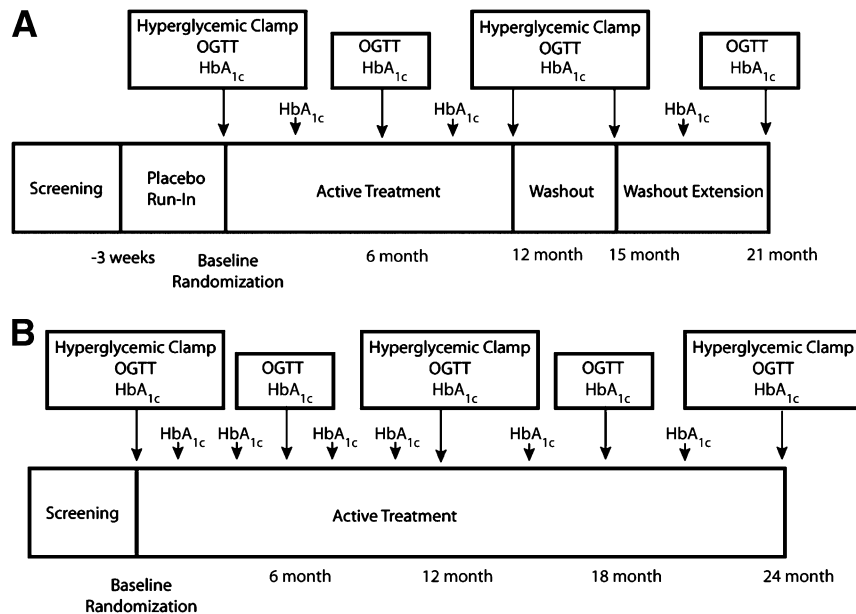 A
Hyperglycemic Clamp
OGTT
HbA1c
OGTT
HbA1c
Hyperglycemic Clamp
OGTT
HbA1c
OGTT
HbA1c
HbA1c
HbA1c
HbA1c
Screening
Placebo
Run-In
Active Treatment
Washout
Washout Extension
-3 weeks
Baseline
Randomization
6 month
12 month
15 month
21 month
B
Hyperglycemic Clamp
OGTT
HbA1c
OGTT
HbA1c
Hyperglycemic Clamp
OGTT
HbA1c
OGTT
HbA1c
Hyperglycemic Clamp
OGTT
HbA1c
HbA1c
HbA1c
HbA1c
HbA1c
HbA1c
HbA1c
Screening
Active Treatment
Baseline
Randomization
6 month
12 month
18 month
24 month